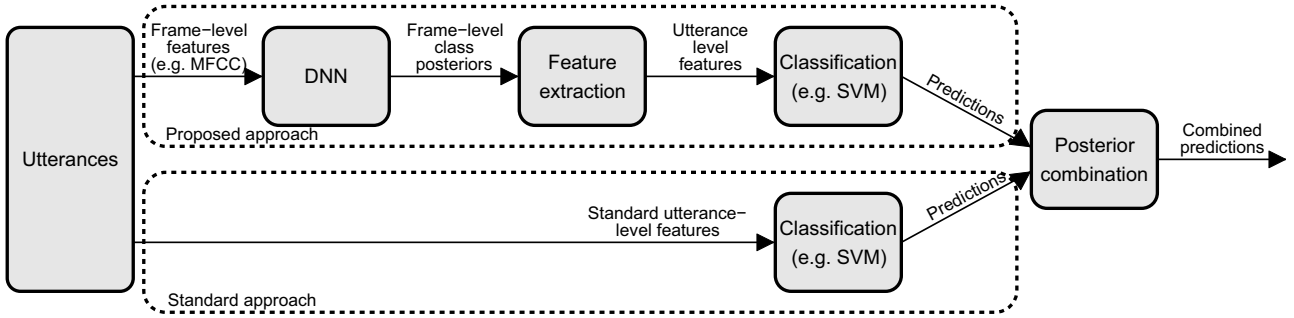 Utterances
Frame−level
features
(e.g. MFCC)
DNN
Frame−level
class
posteriors
Feature
extraction
Utterance
level
features
Classification
(e.g. SVM)
Predictions
Proposed approach
Posterior
combination
Combined
predictions
Standard utterance−
level features
Classification
(e.g. SVM)
Predictions
Standard approach